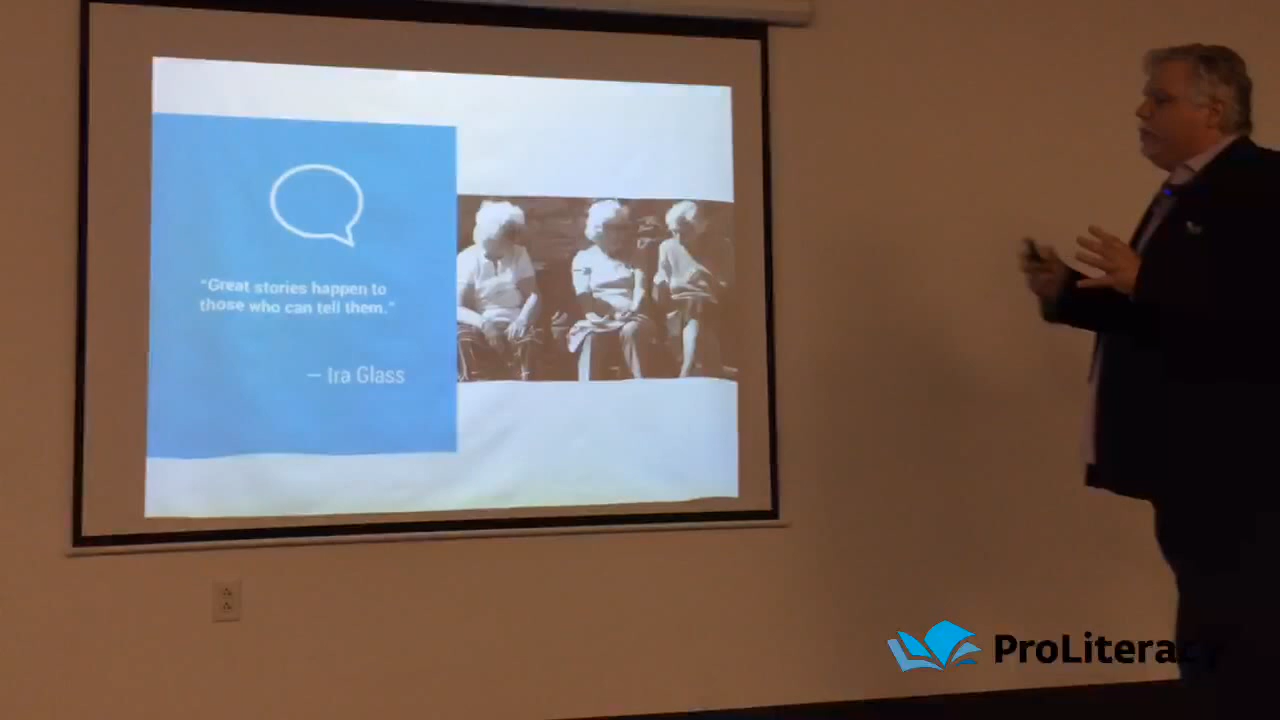 "Great stories happen to
those who can tell them."
— Ira Glass
ProLiteracy